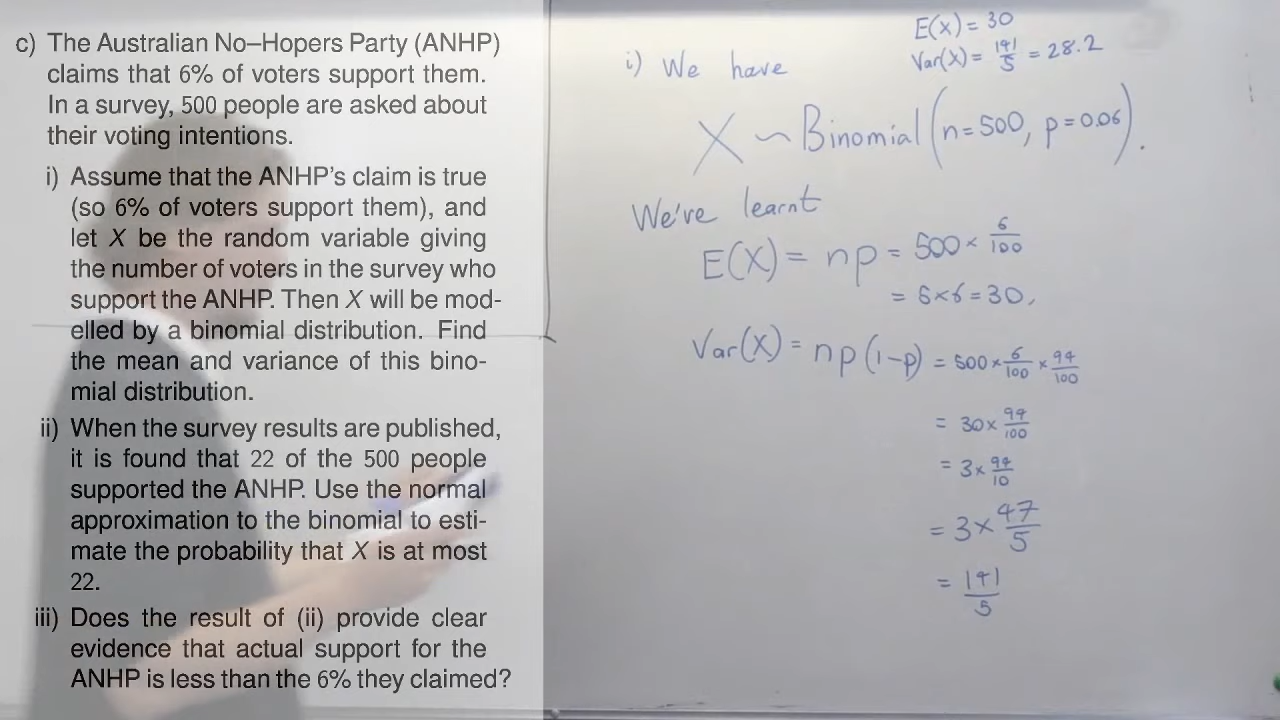 c) The Australian No–Hopers Party (ANHP)
claims that 6% of voters support them.
In a survey, 500 people are asked about
their voting intentions.
i) Assume that the ANHP's claim is true
(so 6% of voters support them), and
let X be the random variable giving
the number of voters in the survey who
support the ANHP. Then X will be mod-
elled by a binomial distribution. Find
the mean and variance of this bino-
mial distribution.
ii) When the survey results are published,
it is found that 22 of the 500 people
supported the ANHP. Use the normal
approximation to the binomial to esti-
mate the probability that X is at most
22.
iii) Does the result of (ii) provide clear
evidence that actual support for the
ANHP is less than the 6% they claimed?
E(X) = 30
Var(X) = 141/5 = 28.2
i) We have
X ~ Binomial (n=500, p=0.06).
We've learnt
E(X) = np = 500 × 6/100
= 5×6 = 30,
Var(X) = np(1-p) = 500 × 6/100 × 94/100
= 30 × 94/100
= 3 × 94/10
= 3 × 47/5
= 141/5